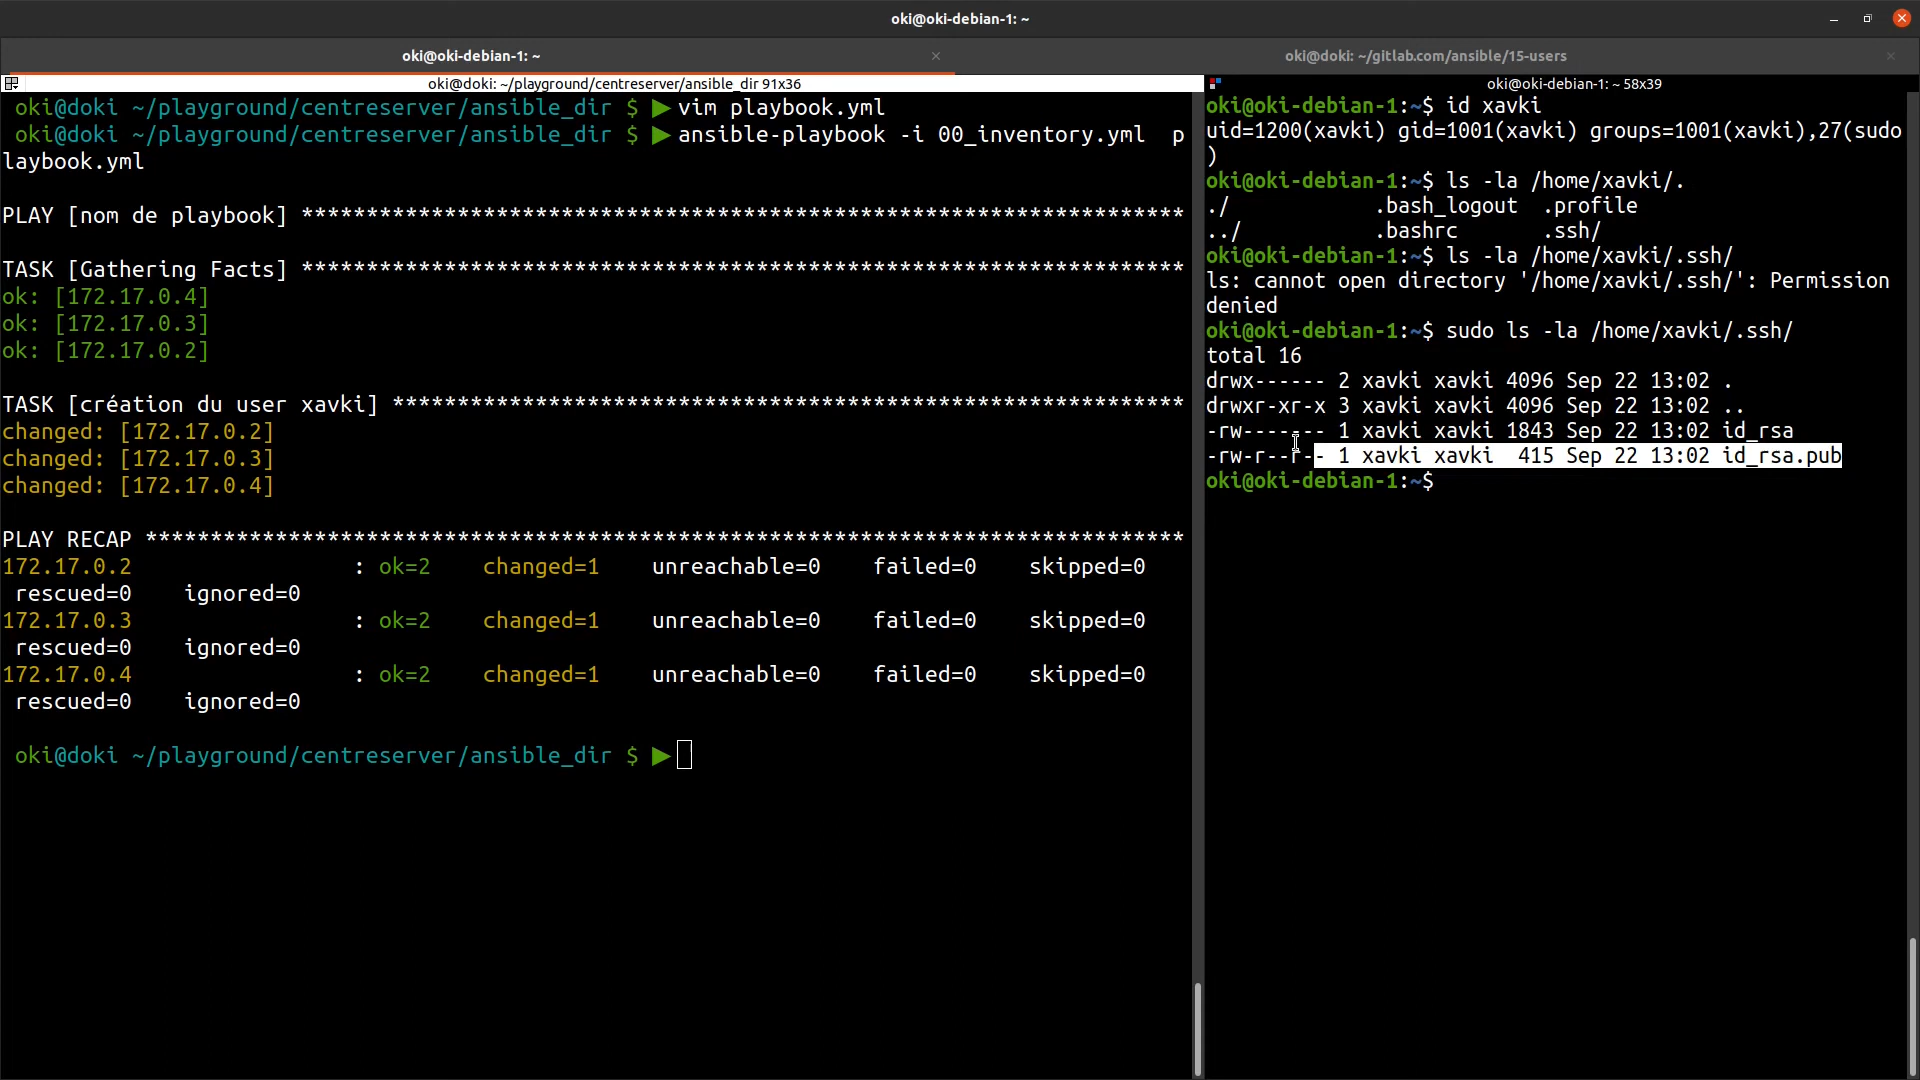 oki@oki-debian-1: ~
oki@oki-debian-1: ~
oki@doki: ~/gitlab.com/ansible/15-users
oki@doki: ~/playground/centreserver/ansible_dir 91x36
oki@doki ~/playground/centreserver/ansible_dir $ ▶vim playbook.yml
oki@doki ~/playground/centreserver/ansible_dir $ ▶ansible-playbook -i 00_inventory.yml  p
laybook.yml
PLAY [nom de playbook] ********************************************************************
TASK [Gathering Facts] ********************************************************************
ok: [172.17.0.4]
ok: [172.17.0.3]
ok: [172.17.0.2]
TASK [création du user xavki] *************************************************************
changed: [172.17.0.2]
changed: [172.17.0.3]
changed: [172.17.0.4]
PLAY RECAP ********************************************************************************
172.17.0.2                 : ok=2    changed=1    unreachable=0    failed=0    skipped=0
rescued=0    ignored=0
172.17.0.3                 : ok=2    changed=1    unreachable=0    failed=0    skipped=0
rescued=0    ignored=0
172.17.0.4                 : ok=2    changed=1    unreachable=0    failed=0    skipped=0
rescued=0    ignored=0
oki@doki ~/playground/centreserver/ansible_dir $ ▶
oki@oki-debian-1: ~ 58x39
oki@oki-debian-1:~$ id xavki
uid=1200(xavki) gid=1001(xavki) groups=1001(xavki),27(sudo
)
oki@oki-debian-1:~$ ls -la /home/xavki/.
./            .bash_logout  .profile
../           .bashrc       .ssh/
oki@oki-debian-1:~$ ls -la /home/xavki/.ssh/
ls: cannot open directory '/home/xavki/.ssh/': Permission
denied
oki@oki-debian-1:~$ sudo ls -la /home/xavki/.ssh/
total 16
drwx------ 2 xavki xavki 4096 Sep 22 13:02 .
drwxr-xr-x 3 xavki xavki 4096 Sep 22 13:02 ..
-rw------- 1 xavki xavki 1843 Sep 22 13:02 id_rsa
-rw-r--r-- 1 xavki xavki  415 Sep 22 13:02 id_rsa.pub
oki@oki-debian-1:~$